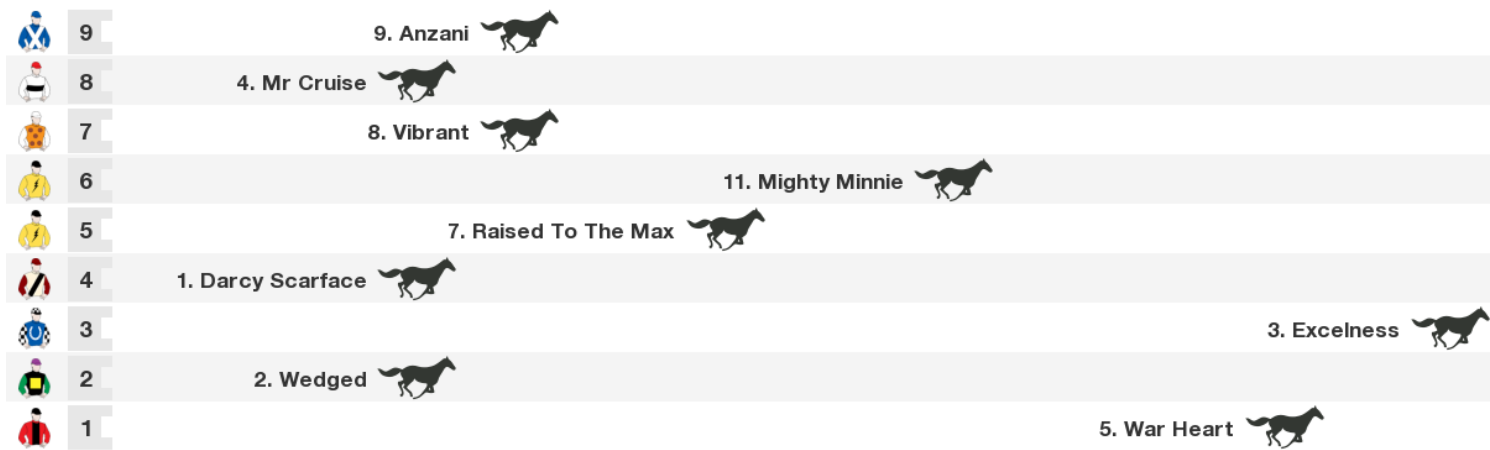 9 9. Anzani
8 4. Mr Cruise
7 8. Vibrant
6 11. Mighty Minnie
5 7. Raised To The Max
4 1. Darcy Scarface
3 3. Excelness
2 2. Wedged
1 5. War Heart